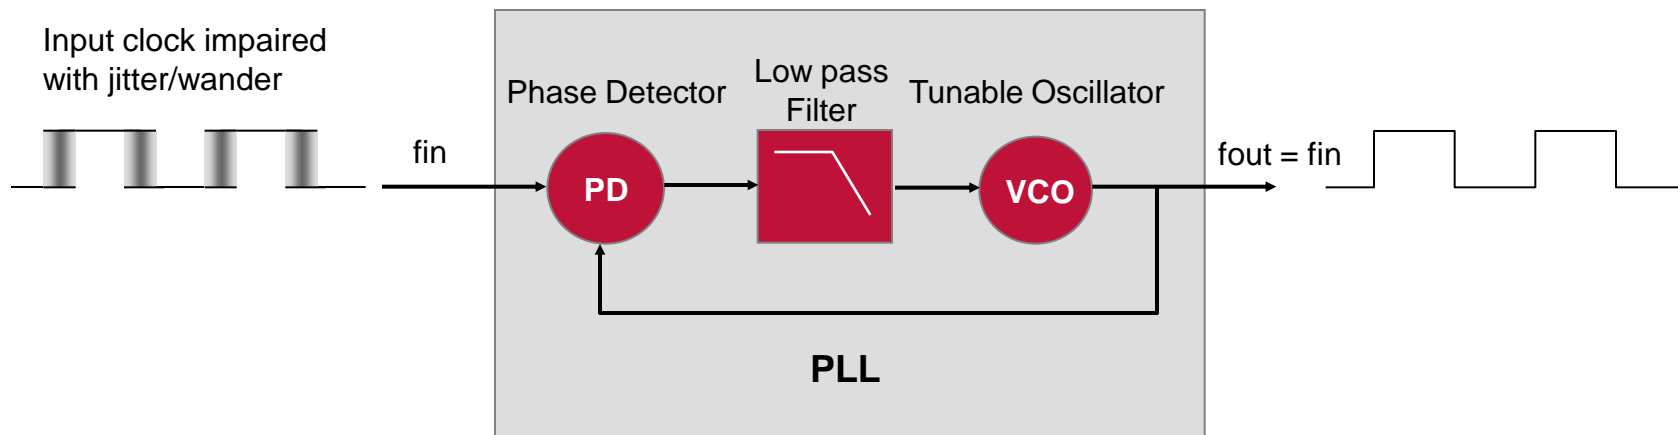 Input clock impaired
with jitter/wander
fin
Phase Detector
Low pass
Filter
Tunable Oscillator
PD
VCO
fout = fin
PLL